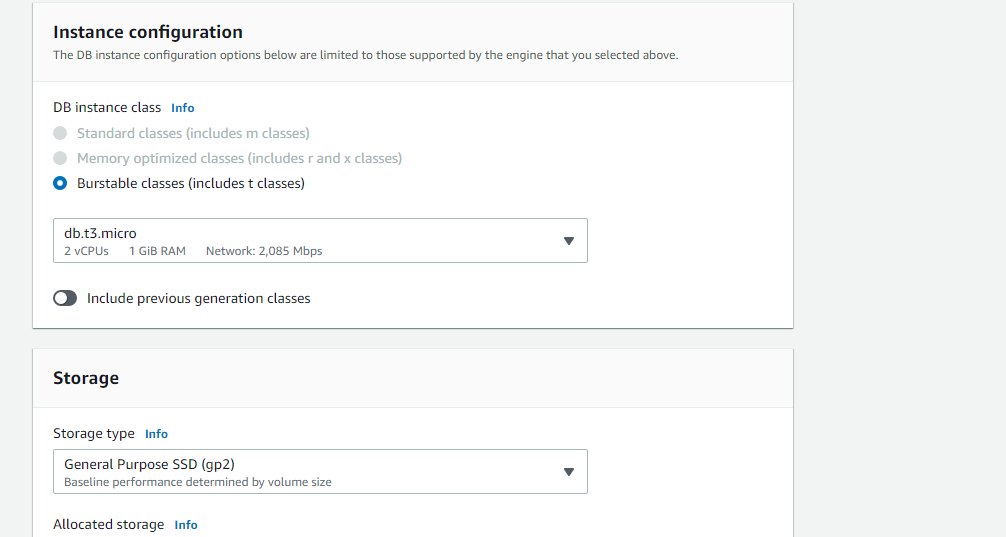 Instance configuration
The DB instance configuration options below are limited to those supported by the engine that you selected above.
DB instance class Info
Standard classes (includes m classes)
Memory optimized classes (includes r and x classes)
Burstable classes (includes t classes)
db.t3.micro
2 vCPUs 1 GiB RAM Network: 2,085 Mbps
Include previous generation classes
Storage
Storage type Info
General Purpose SSD (gp2)
Baseline performance determined by volume size
Allocated storage Info